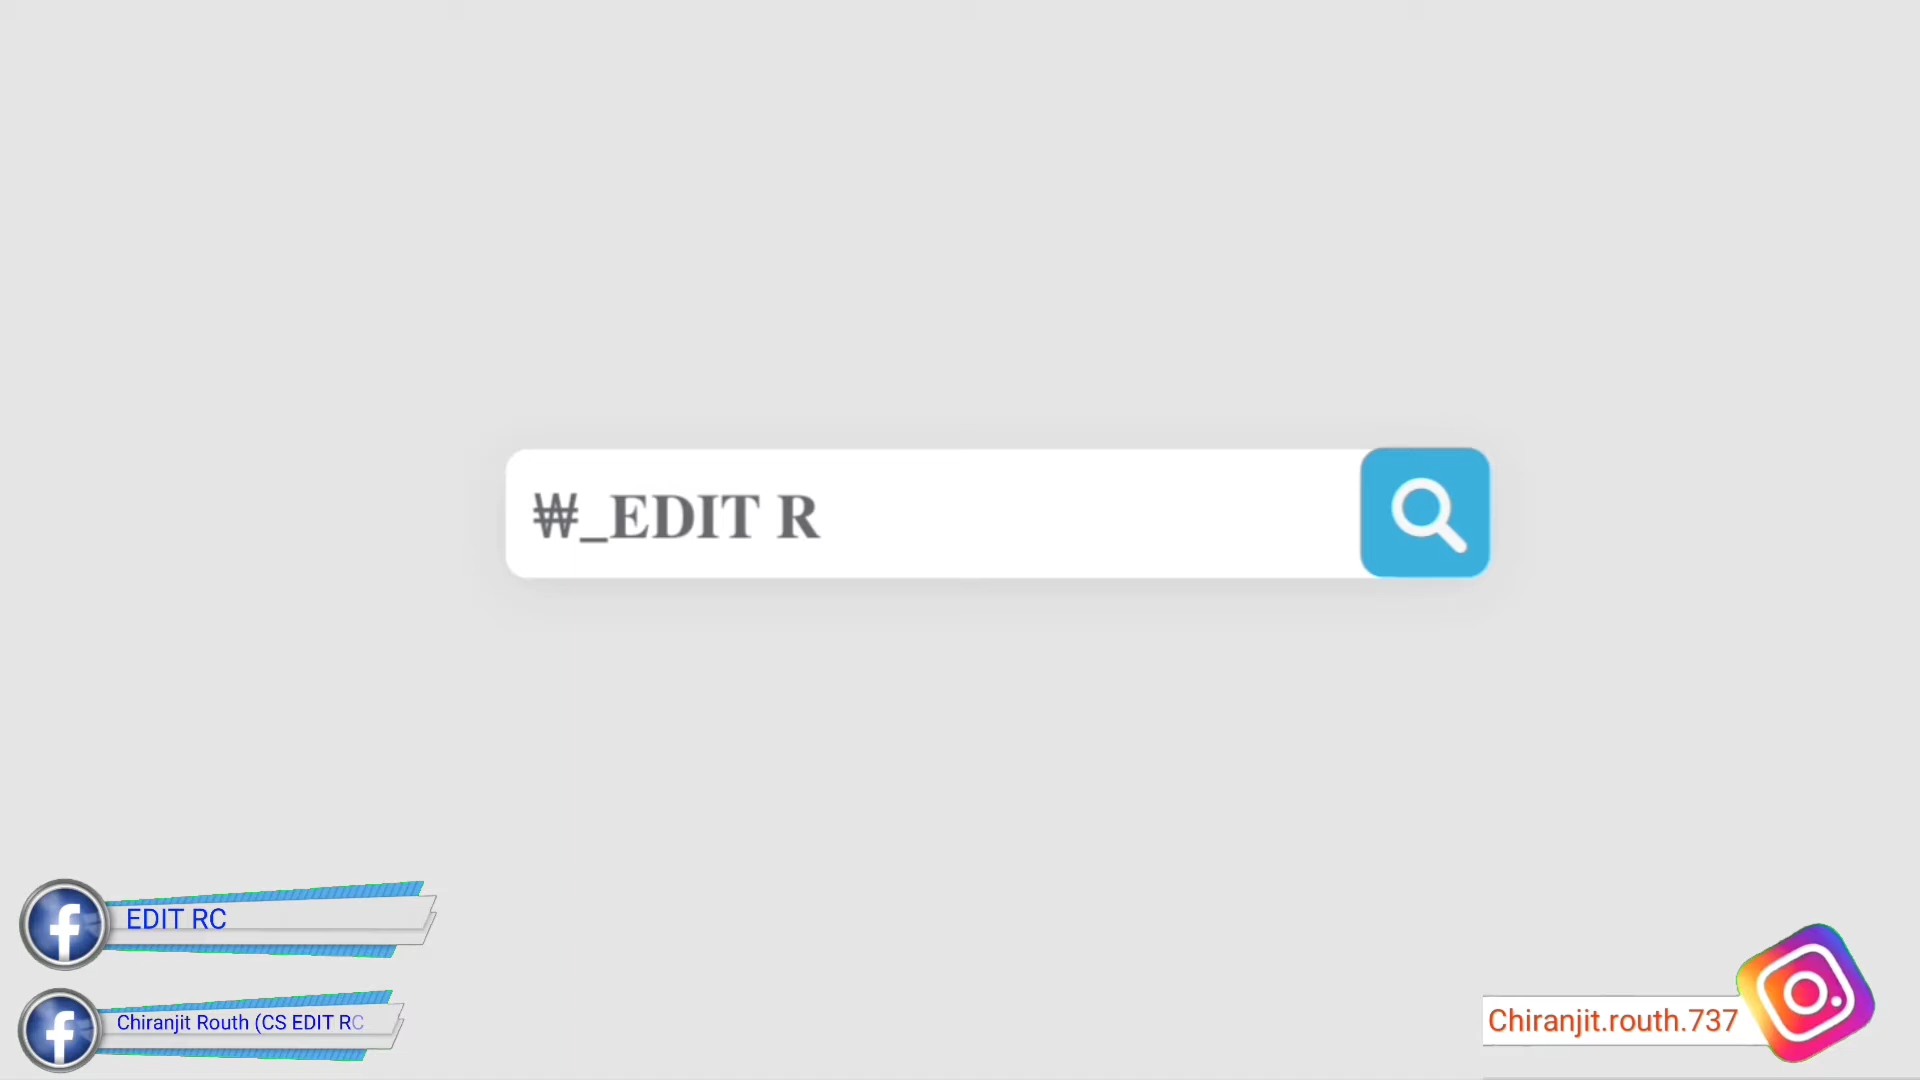 ₩_EDIT R
EDIT RC
Chiranjit Routh (CS EDIT RC
Chiranjit.routh.737